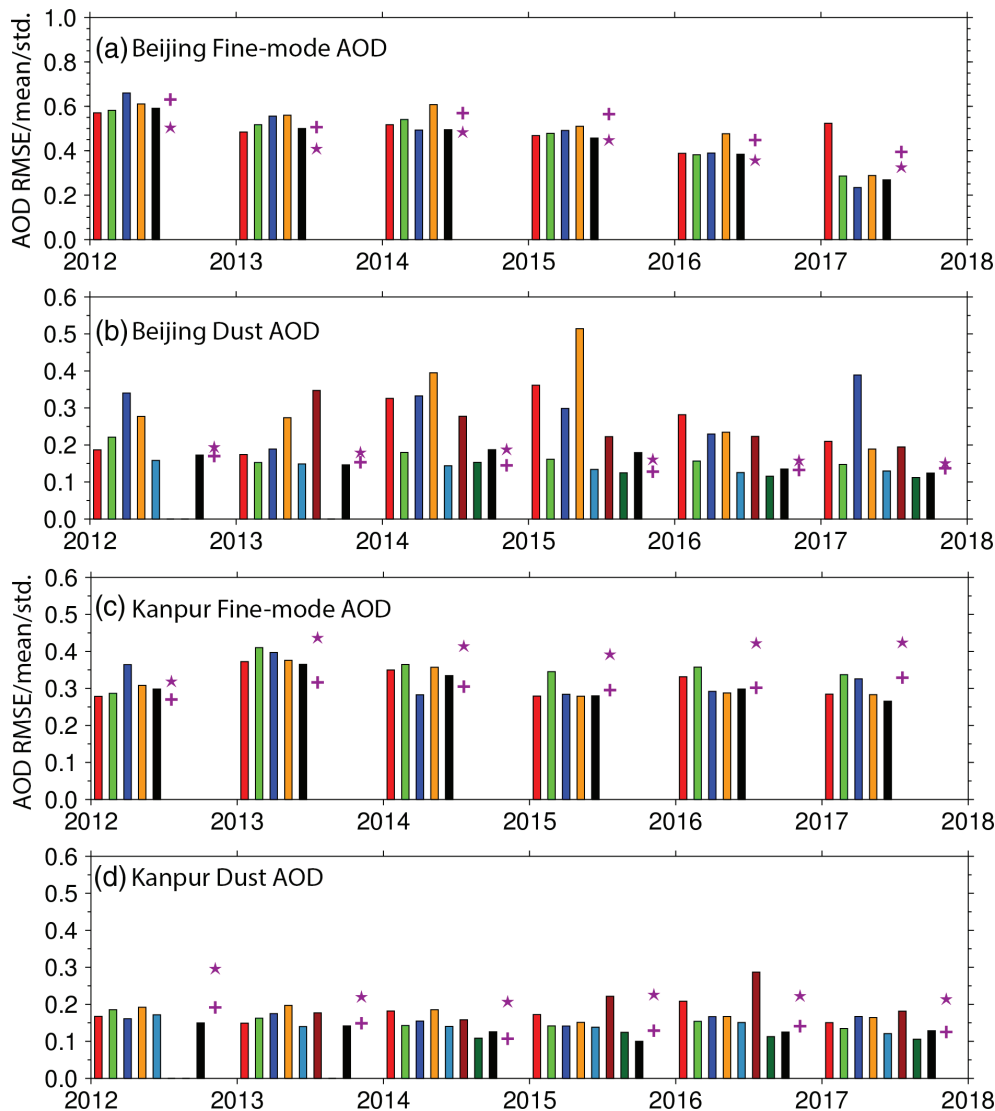 1.0
(a) Beijing Fine-mode AOD
0.8
0.6
0.4
0.2
0.0
AOD RMSE/mean/std.
2012 2013 2014 2015 2016 2017 2018
0.6
(b) Beijing Dust AOD
0.5
0.4
0.3
0.2
0.1
0.0
2012 2013 2014 2015 2016 2017 2018
0.6
(c) Kanpur Fine-mode AOD
0.5
0.4
0.3
0.2
0.1
0.0
AOD RMSE/mean/std.
2012 2013 2014 2015 2016 2017 2018
0.6
(d) Kanpur Dust AOD
0.5
0.4
0.3
0.2
0.1
0.0
2012 2013 2014 2015 2016 2017 2018